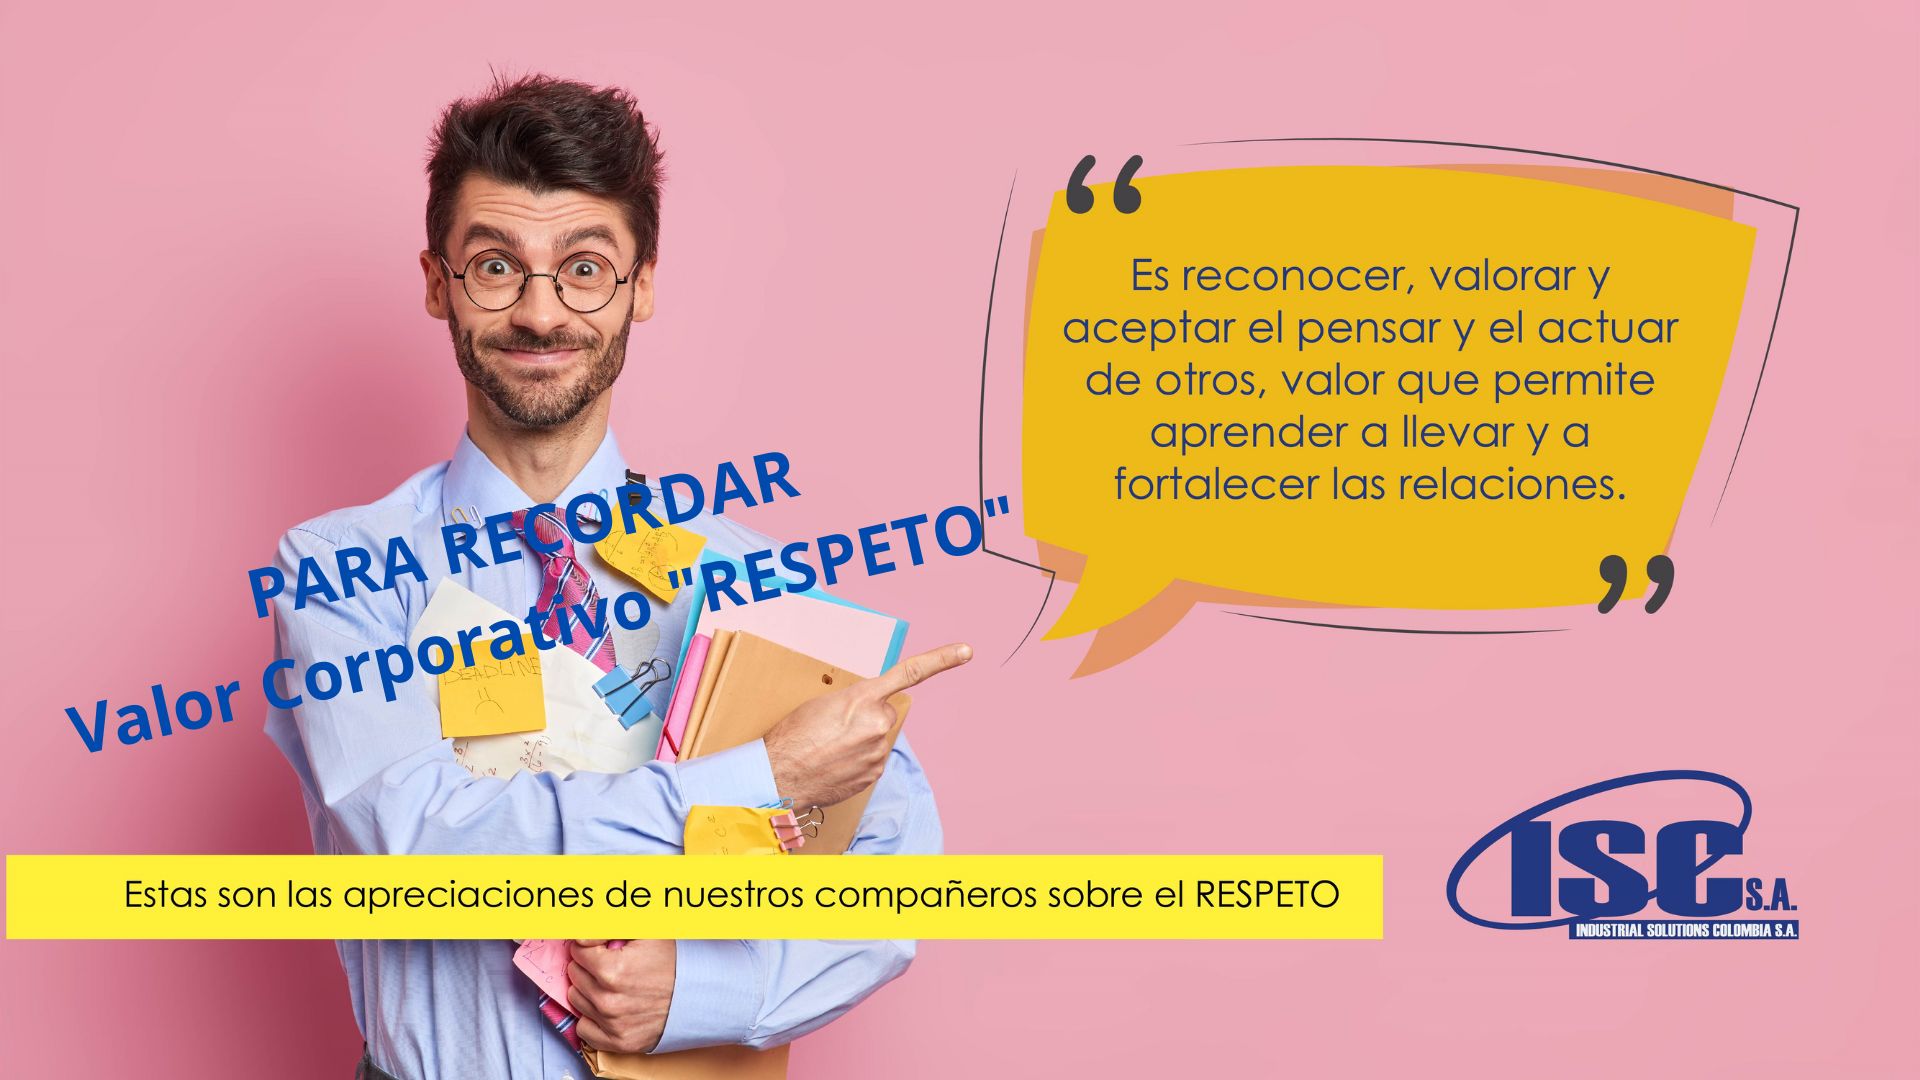 “
Es reconocer, valorar y
aceptar el pensar y el actuar
de otros, valor que permite
aprender a llevar y a
fortalecer las relaciones.
”
PARA RECORDAR
Valor Corporativo "RESPETO"
DEADLINE
Estas son las apreciaciones de nuestros compañeros sobre el RESPETO
ISC S.A.
INDUSTRIAL SOLUTIONS COLOMBIA S.A.